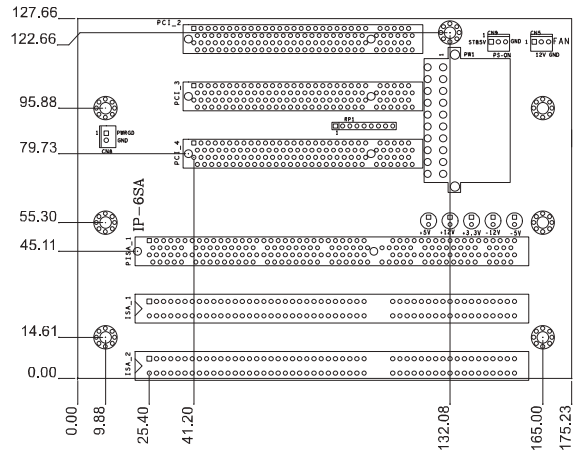 127.66
PCI_2
122.66
1 CN9
STB5V GND
PS-ON
CN5
1 FAN
12V GND
PW1
PCI_3
95.88
RP1
1
1 PWRGD
GND
CN8
PCI_4
79.73
IP-6SA
55.30
+5V +12V +3.3V -12V -5V
45.11
PISA_1
ISA_1
14.61
ISA_2
0.00
0.00
9.88
25.40
41.20
132.08
165.00
175.23